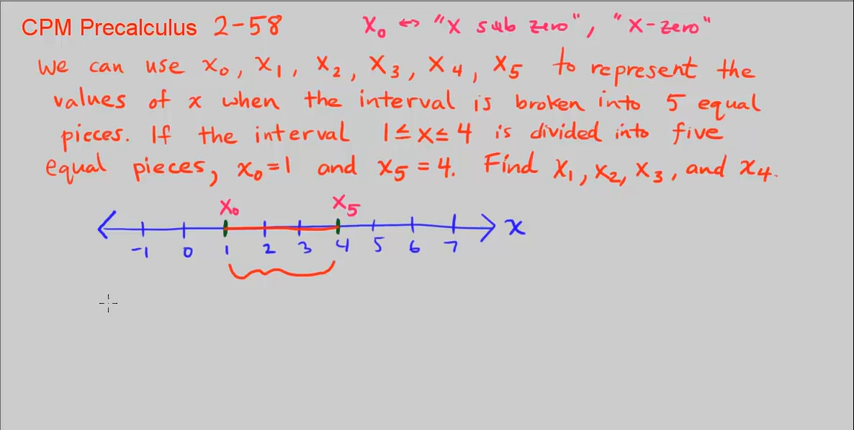 CPM Precalculus 2-58 X₀ ↔ "X sub zero", "X-zero"
We can use x₀, x₁, x₂, x₃, x₄, x₅ to represent the
values of x when the interval is broken into 5 equal
pieces. If the interval 1 ≤ x ≤ 4 is divided into five
equal pieces, x₀=1 and x₅ = 4. Find x₁, x₂, x₃, and x₄.
X₀ X₅
x
-1 0 1 2 3 4 5 6 7